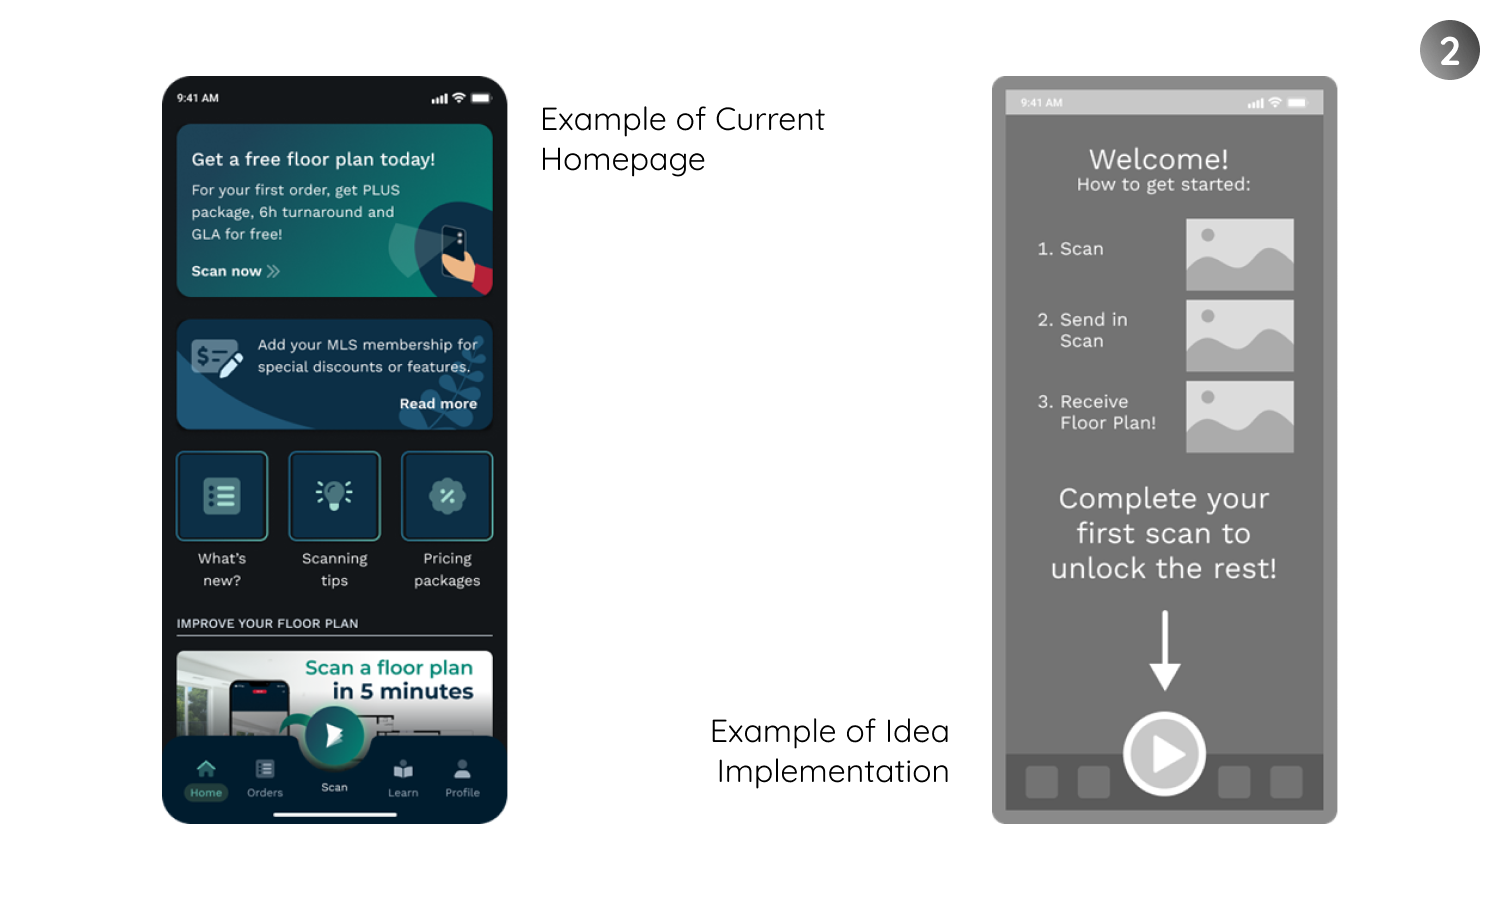 2
9:41 AM
Get a free floor plan today!
For your first order, get PLUS
package, 6h turnaround and
GLA for free!
Scan now
Add your MLS membership for
special discounts or features.
Read more
What's
new?
Scanning
tips
Pricing
packages
IMPROVE YOUR FLOOR PLAN
Scan a floor plan
in 5 minutes
Home
Orders
Scan
Learn
Profile
Example of Current
Homepage
Example of Idea
Implementation
9:41 AM
Welcome!
How to get started:
1. Scan
2. Send in
Scan
3. Receive
Floor Plan!
Complete your
first scan to
unlock the rest!